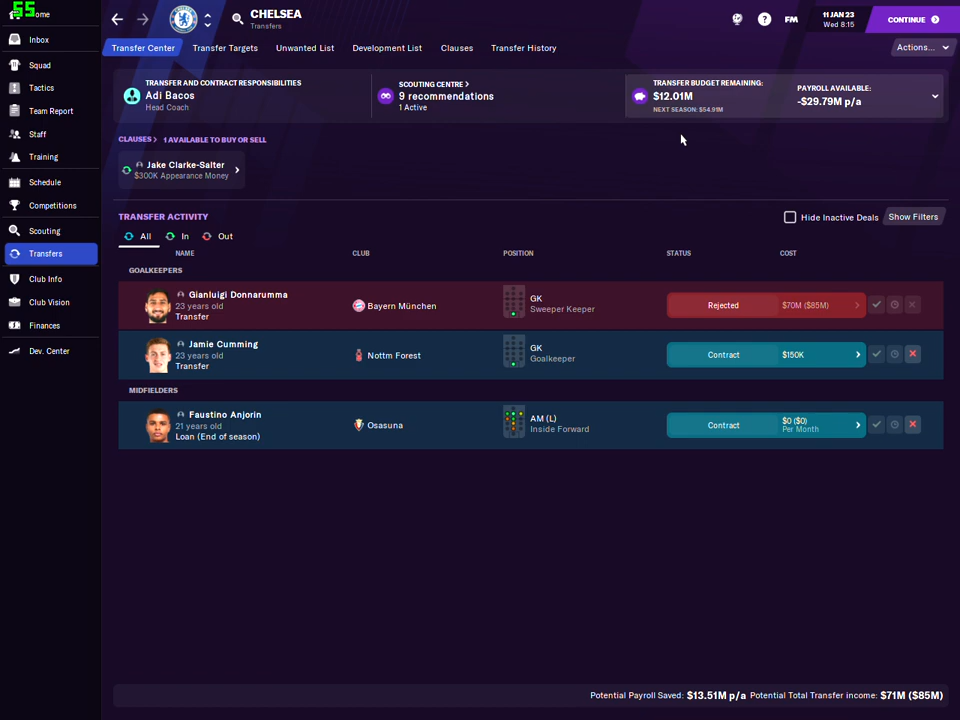 55
Home
CHELSEA
Transfers
11 JAN 23
Wed 8:15
CONTINUE
FM
Inbox
Squad
Tactics
Team Report
Staff
Training
Schedule
Competitions
Scouting
Transfers
Club Info
Club Vision
Finances
Dev. Center
Transfer Center
Transfer Targets
Unwanted List
Development List
Clauses
Transfer History
Actions...
TRANSFER AND CONTRACT RESPONSIBILITIES
Adi Bacos
Head Coach
SCOUTING CENTRE >
9 recommendations
1 Active
TRANSFER BUDGET REMAINING:
$12.01M
NEXT SEASON: $54.91M
PAYROLL AVAILABLE:
-$29.79M p/a
CLAUSES > 1 AVAILABLE TO BUY OR SELL
Jake Clarke-Salter
$300K Appearance Money
TRANSFER ACTIVITY
Hide Inactive Deals
Show Filters
All In Out
NAME CLUB POSITION STATUS COST
GOALKEEPERS
Gianluigi Donnarumma
23 years old
Transfer
Bayern München
GK
Sweeper Keeper
Rejected
$70M ($85M)
Jamie Cumming
23 years old
Transfer
Nottm Forest
GK
Goalkeeper
Contract
$150K
MIDFIELDERS
Faustino Anjorin
21 years old
Loan (End of season)
Osasuna
AM (L)
Inside Forward
Contract
$0 ($0)
Per Month
Potential Payroll Saved: $13.51M p/a Potential Total Transfer income: $71M ($85M)